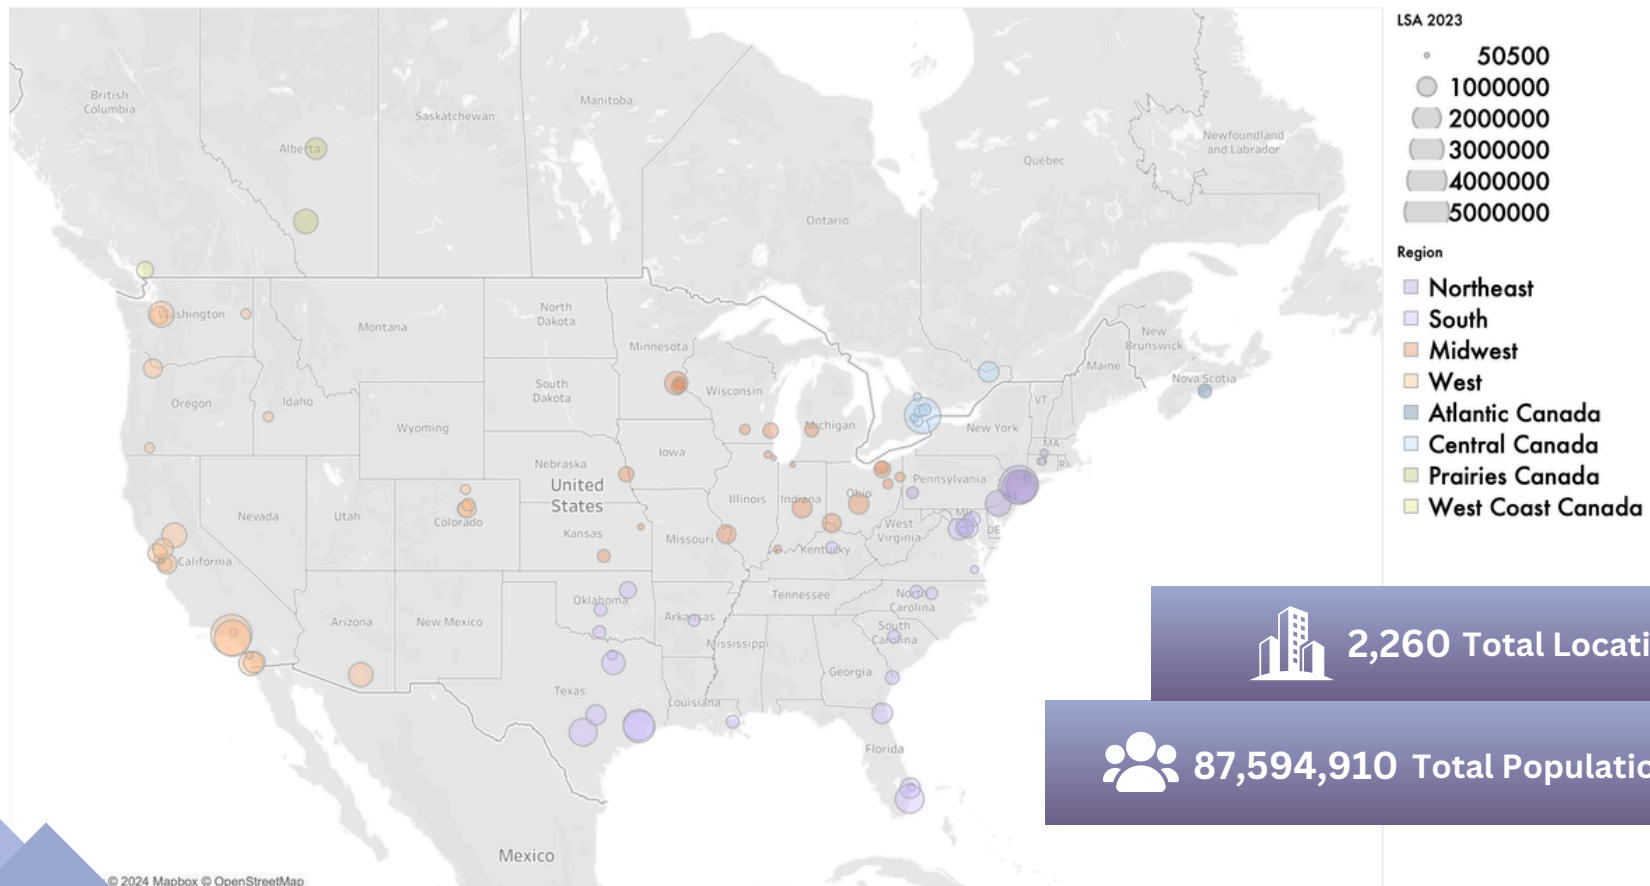 LSA 2023
50500
1000000
2000000
3000000
4000000
5000000
Region
Northeast
South
Midwest
West
Atlantic Canada
Central Canada
Prairies Canada
West Coast Canada
British
Columbia
Alberta
Saskatchewan
Manitoba
Ontario
Quebec
Newfoundland
and Labrador
New
Brunswick
Nova Scotia
Maine
Washington
Montana
North
Dakota
Minnesota
South
Dakota
Wisconsin
Michigan
VT
New York
MA
RI
Oregon
Idaho
Wyoming
Iowa
Nebraska
United
States
Pennsylvania
Illinois
Indiana
Ohio
MD
DE
Nevada
Utah
Colorado
Kansas
Missouri
West
Virginia
Kentucky
California
Arizona
New Mexico
Oklahoma
Arkansas
Tennessee
North
Carolina
South
Carolina
Mississippi
Georgia
Texas
Louisiana
Florida
Mexico
2,260 Total Locati
87,594,910 Total Populatio
© 2024 Mapbox © OpenStreetMap